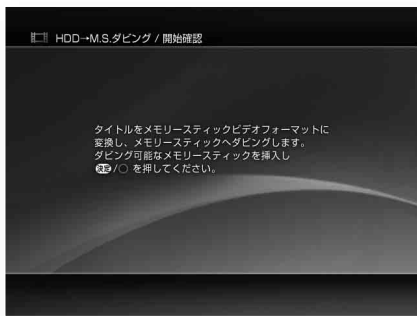 HDD→M.S.ダビング / 開始確認
タイトルをメモリースティックビデオフォーマットに
変換し、メモリースティックへダビングします。
ダビング可能なメモリースティックを挿入し
決定/○ を押してください。